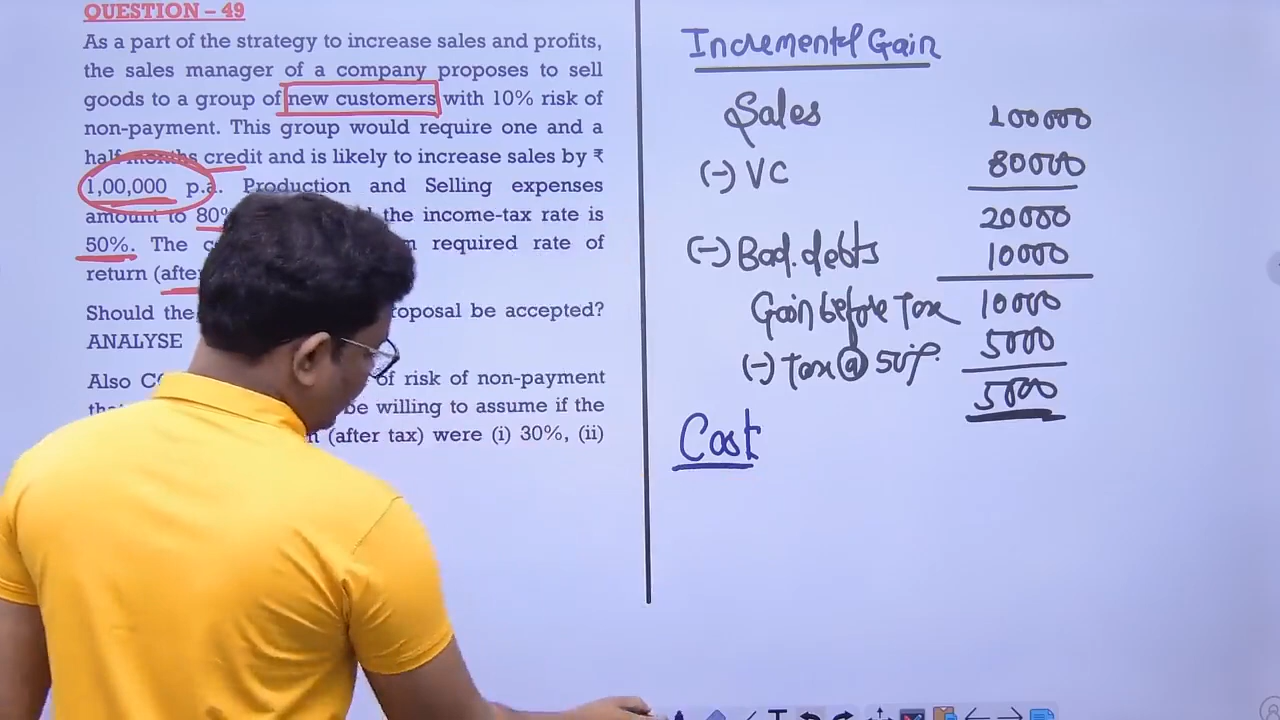 QUESTION – 49
As a part of the strategy to increase sales and profits,
the sales manager of a company proposes to sell
goods to a group of new customers with 10% risk of
non-payment. This group would require one and a
half months credit and is likely to increase sales by ₹
1,00,000 p.a. Production and Selling expenses
amount to 80% the income-tax rate is
50%. The required rate of
return (after
Should the oposal be accepted?
ANALYSE
Also of risk of non-payment
be willing to assume if the
(after tax) were (i) 30%, (ii)
Incremental Gain
Sales 100000
(-) VC 80000
20000
(-) Bad. debts 10000
Gain before Tax 10000
(-) Tax @ 50%. 5000
5000
Cost